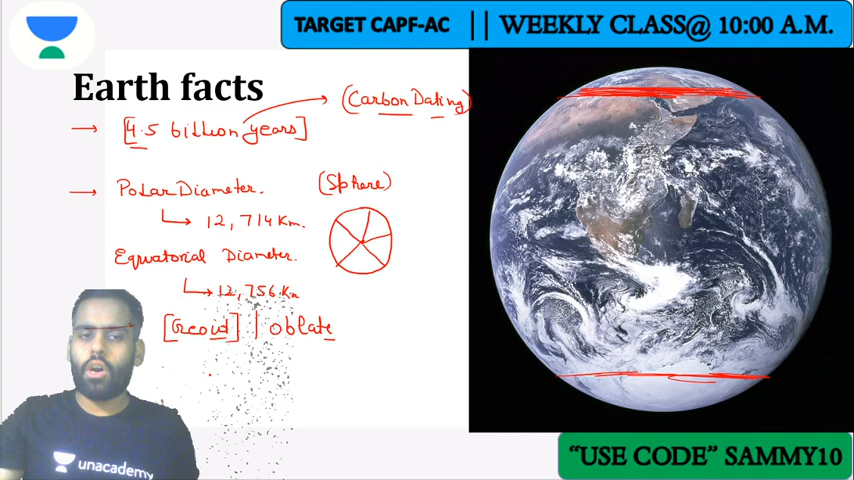 TARGET CAPF-AC || WEEKLY CLASS@ 10:00 A.M.
Earth facts
(Carbon Dating)
→ [4.5 billion years]
→ Polar Diameter.
(Sphere)
12,714 Km.
Equatorial Diameter.
12,756 Km
[Geoid] | oblate
unacademy
"USE CODE" SAMMY10